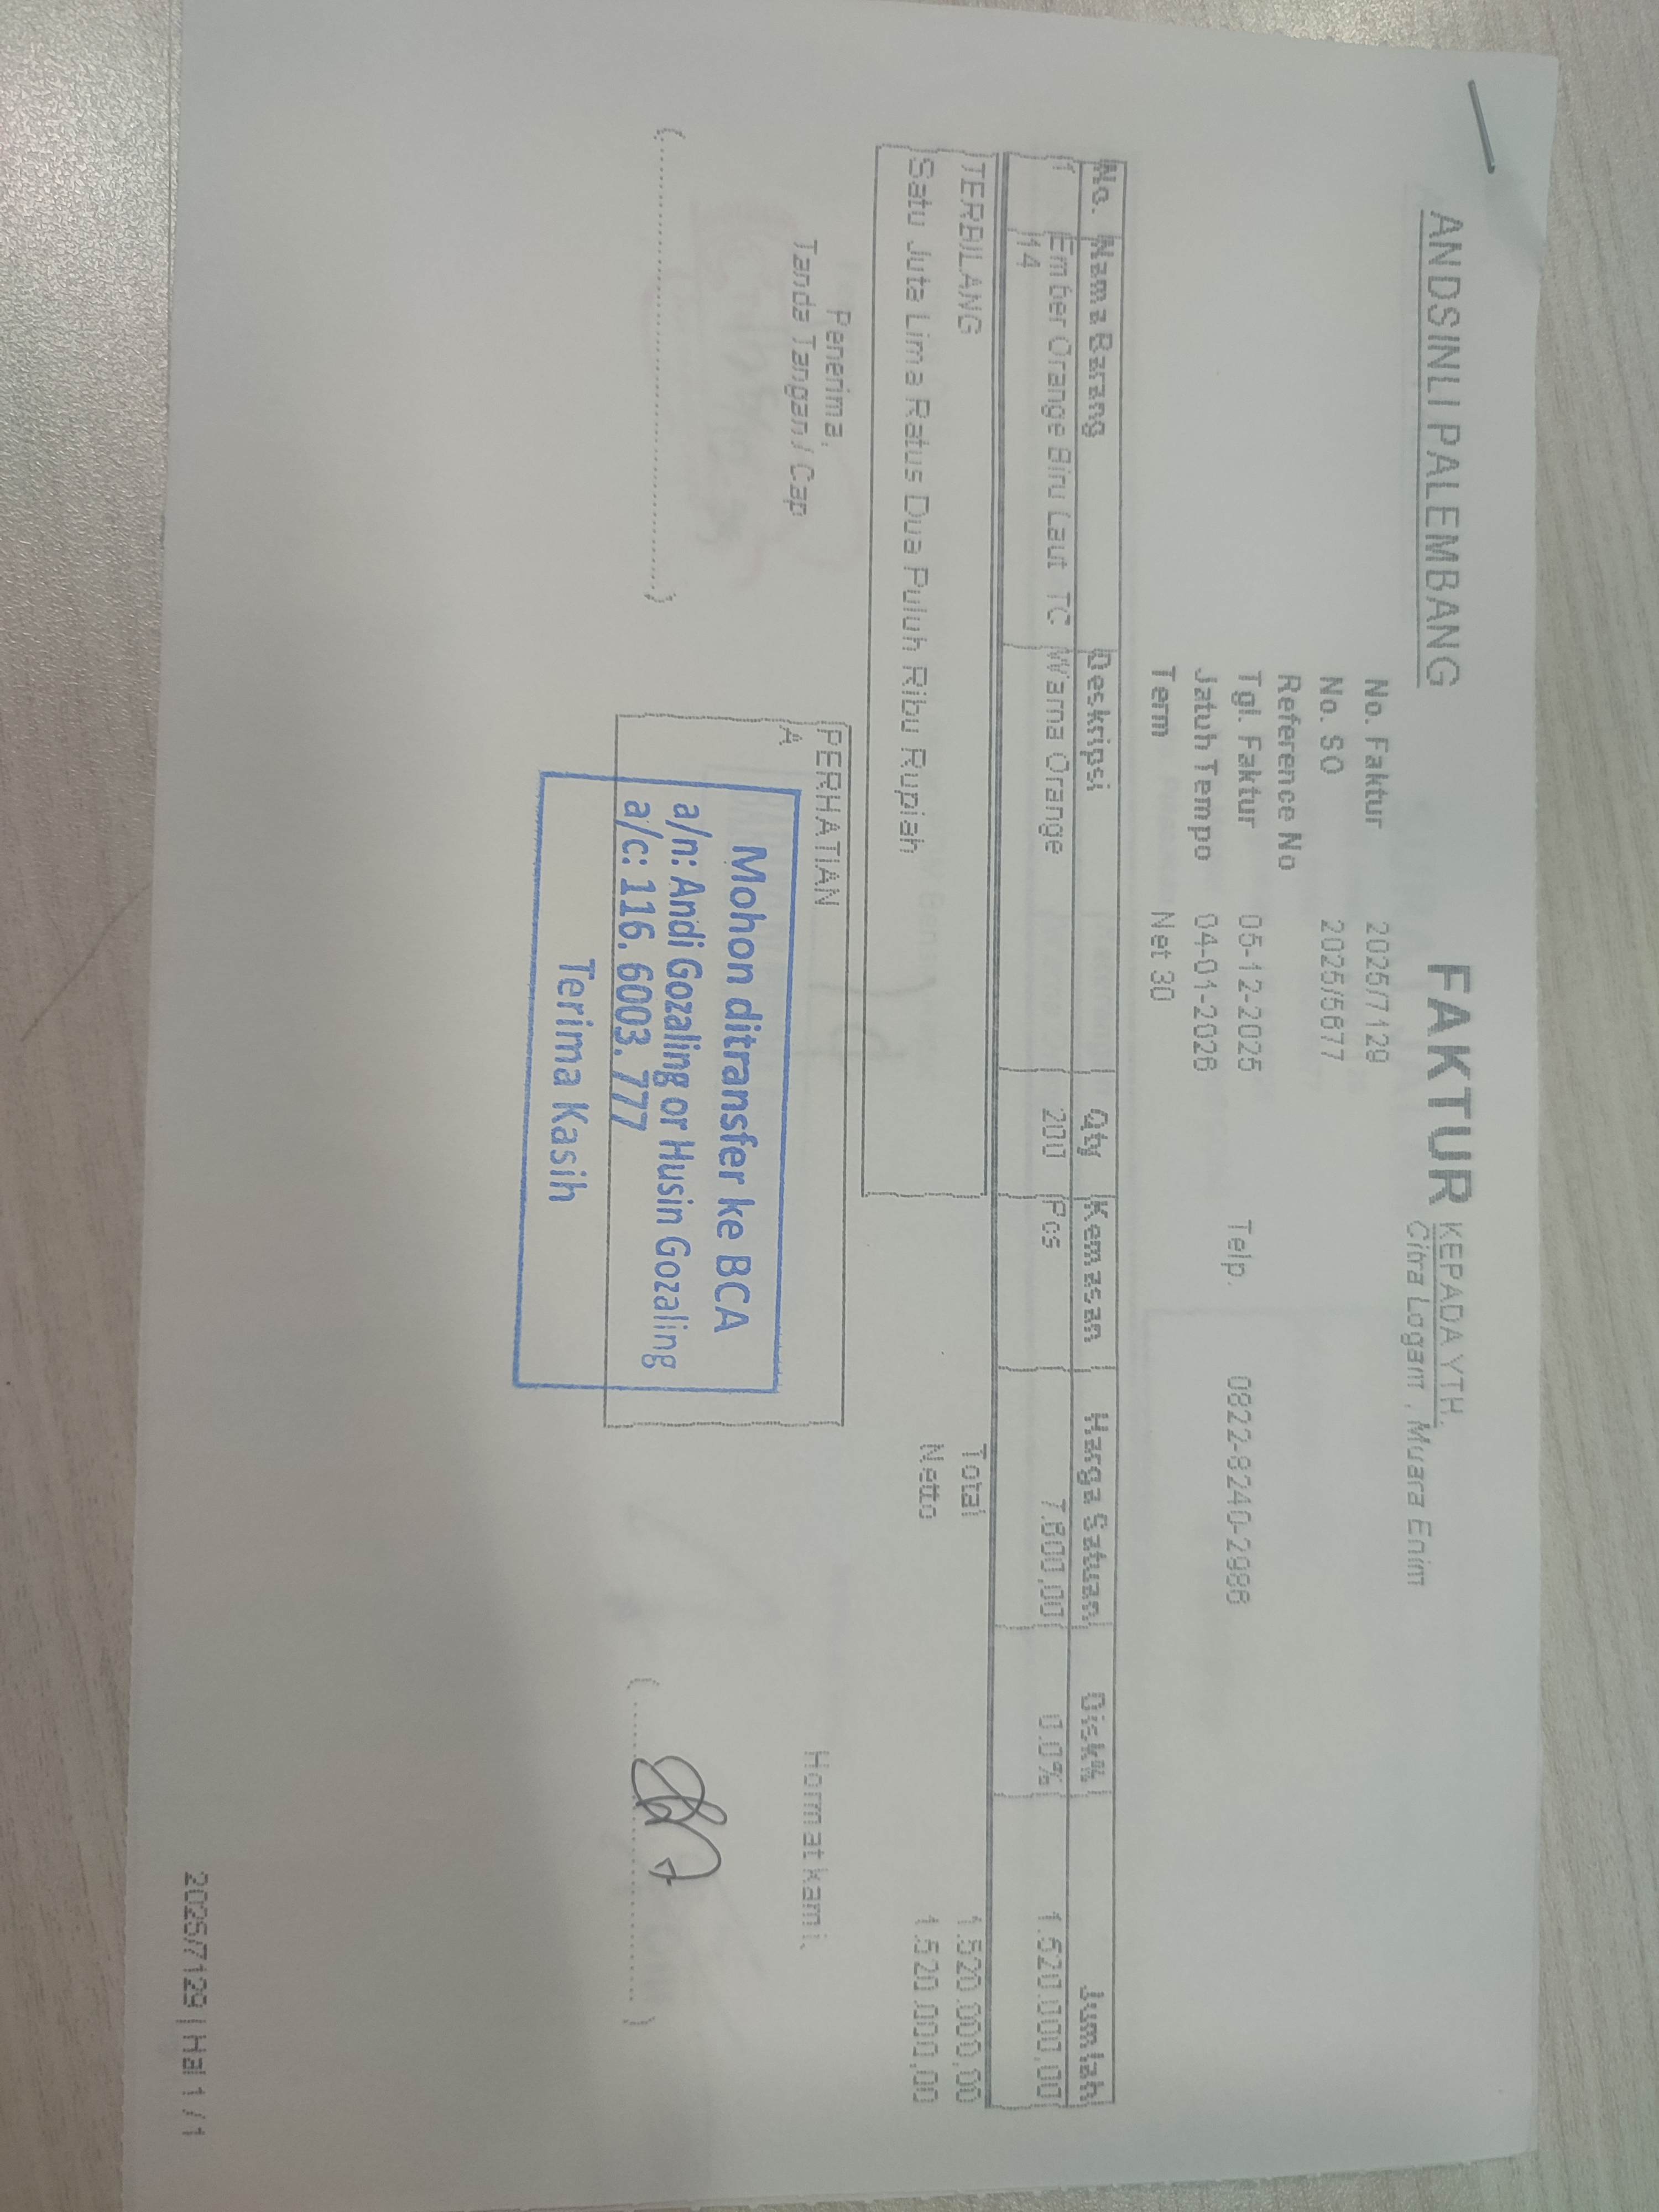 ANDSINLI PALEMBANG
FAKTUR
KEPADA YTH.
Citra Logam , Muara Enim
No. Faktur 2025/7129
No. SO 2025/5677
Reference No
Tgl. Faktur 05-12-2025
Telp. 0822-8240-2988
Jatuh Tempo 04-01-2026
Term Net 30
No. Nama Barang Deskripsi Qty Kemasan Harga Satuan Disk% Jumlah
1 Ember Orange Biru Laut TC Warna Orange 200 Pcs 7.600,00 0.0% 1.520.000,00
14
TERBILANG
Total 1.520.000,00
Satu Juta Lima Ratus Dua Puluh Ribu Rupiah
Netto 1.520.000,00
Penerima,
Tanda Tangan / Cap
PERHATIAN
A
Hormat kami,
Mohon ditransfer ke BCA
a/n: Andi Gozaling or Husin Gozaling
a/c: 116. 6003. 777
Terima Kasih
2025/7129 | Hal 1 / 1